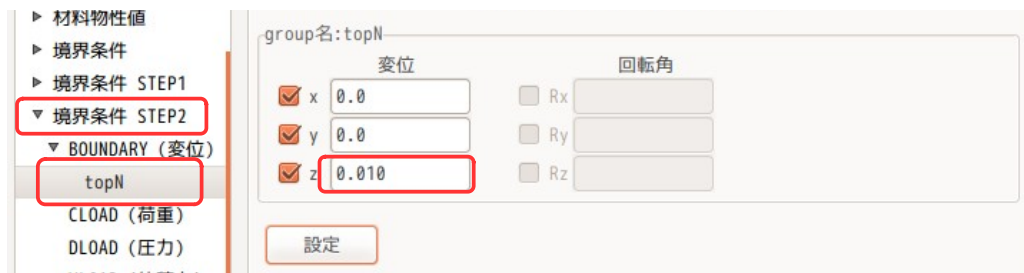 ▶ 材料物性値
▶ 境界条件
▶ 境界条件 STEP1
▼ 境界条件 STEP2
▼ BOUNDARY (変位)
topN
CLOAD (荷重)
DLOAD (圧力)
group名:topN
変位 回転角
x 0.0 Rx
y 0.0 Ry
z 0.010 Rz
設定